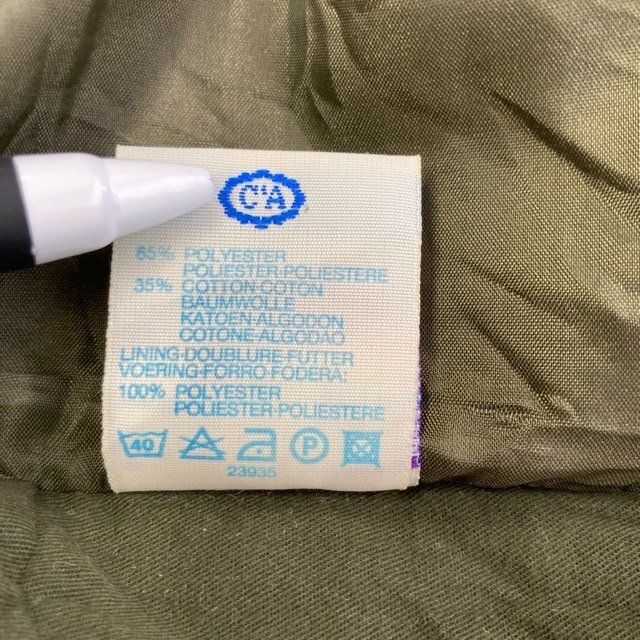 C&A
65% POLYESTER
POLIESTER-POLIESTERE
35% COTTON COTON
BAUMWOLLE
KATOEN-ALGODON
COTONE-ALGODAO
LINING-DOUBLURE-FUTTER
VOERING-FORRO-FODERA:
100% POLYESTER
POLIESTER-POLIESTERE
40 P
23935